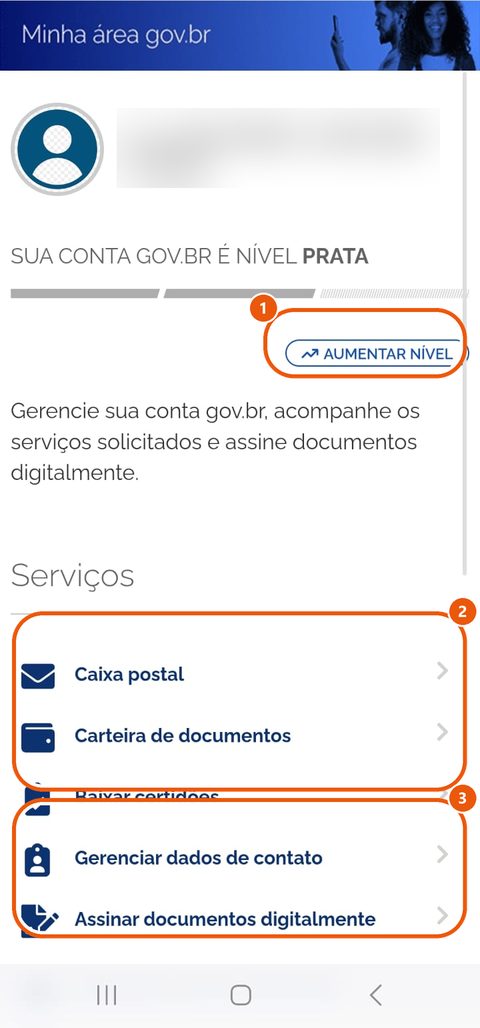 Minha área gov.br
SUA CONTA GOV.BR É NÍVEL PRATA
1
AUMENTAR NÍVEL
Gerencie sua conta gov.br, acompanhe os
serviços solicitados e assine documentos
digitalmente.
Serviços
2
Caixa postal
Carteira de documentos
Baixar certidões
3
Gerenciar dados de contato
Assinar documentos digitalmente